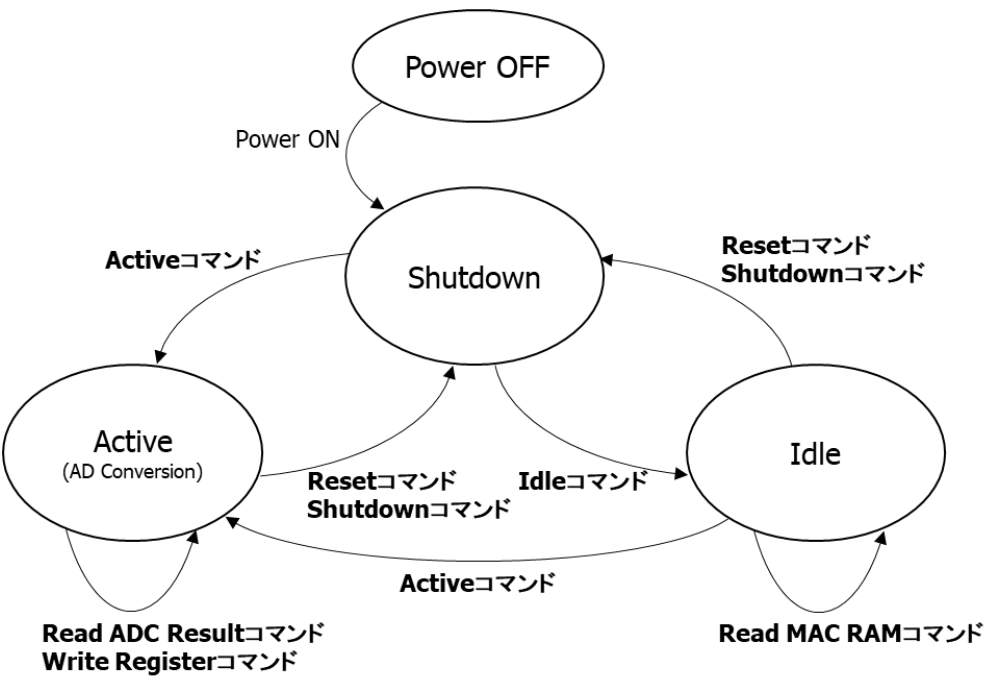 Power OFF
Power ON
Shutdown
Activeコマンド
Resetコマンド
Shutdownコマンド
Active
(AD Conversion)
Idle
Resetコマンド
Shutdownコマンド
Idleコマンド
Activeコマンド
Read ADC Resultコマンド
Write Registerコマンド
Read MAC RAMコマンド